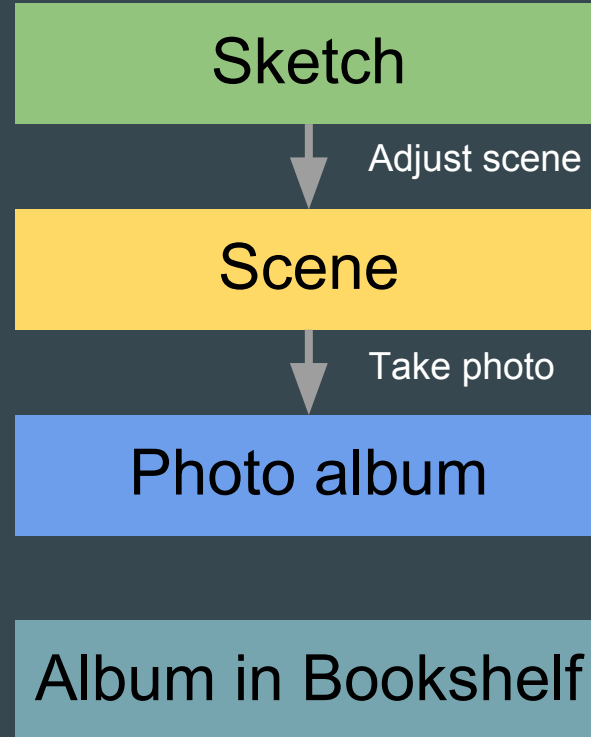 Sketch
Adjust scene
Scene
Take photo
Photo album
Album in Bookshelf